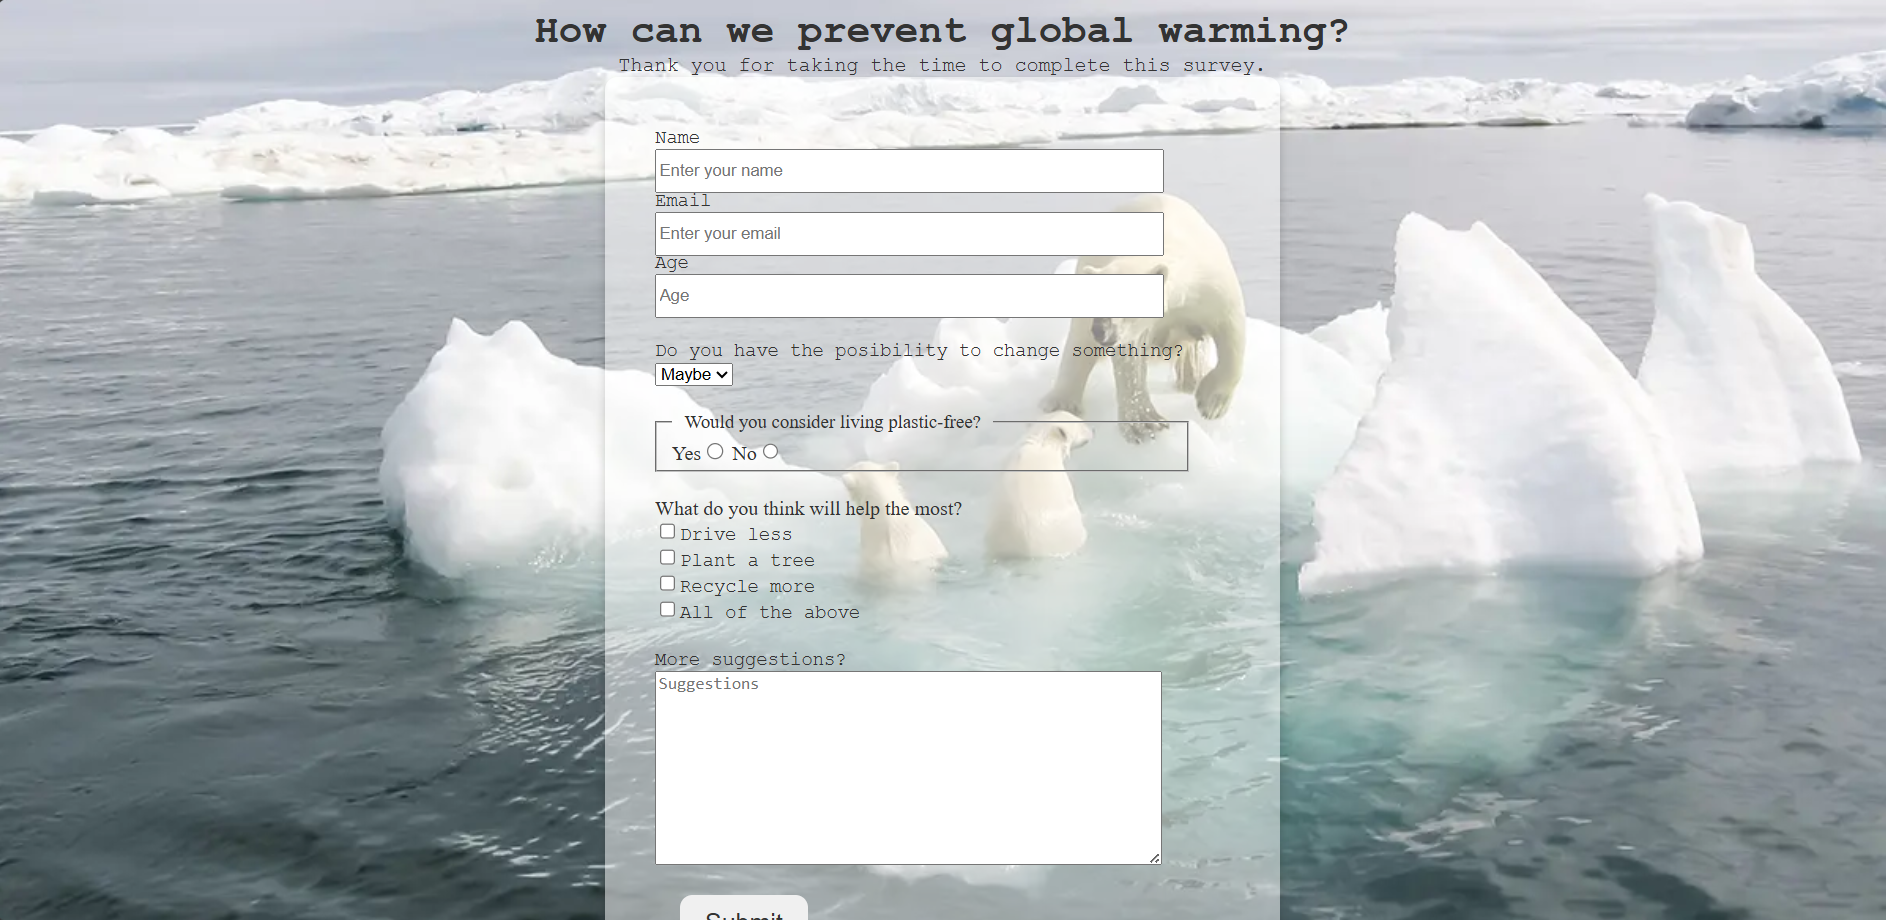 How can we prevent global warming?
Thank you for taking the time to complete this survey.
Name
Enter your name
Email
Enter your email
Age
Age
Do you have the posibility to change something?
Maybe
Would you consider living plastic-free?
Yes No
What do you think will help the most?
Drive less
Plant a tree
Recycle more
All of the above
More suggestions?
Suggestions
Submit